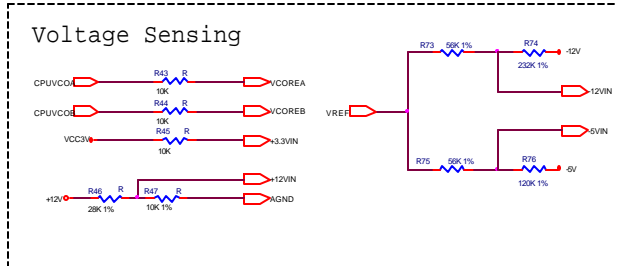 Voltage Sensing
R73 56K 1% R74 -12V
232K 1%
R43 R
CPUVCOA VCOREA
10K
-12VIN
R44 R
CPUVCOB VCOREB
10K
VREF
R45 R
-5VIN
VCC3V +3.3VIN
10K
R75 56K 1% R76 -5V
120K 1%
+12VIN
R46 R R47 R
+12V AGND
28K 1% 10K 1%